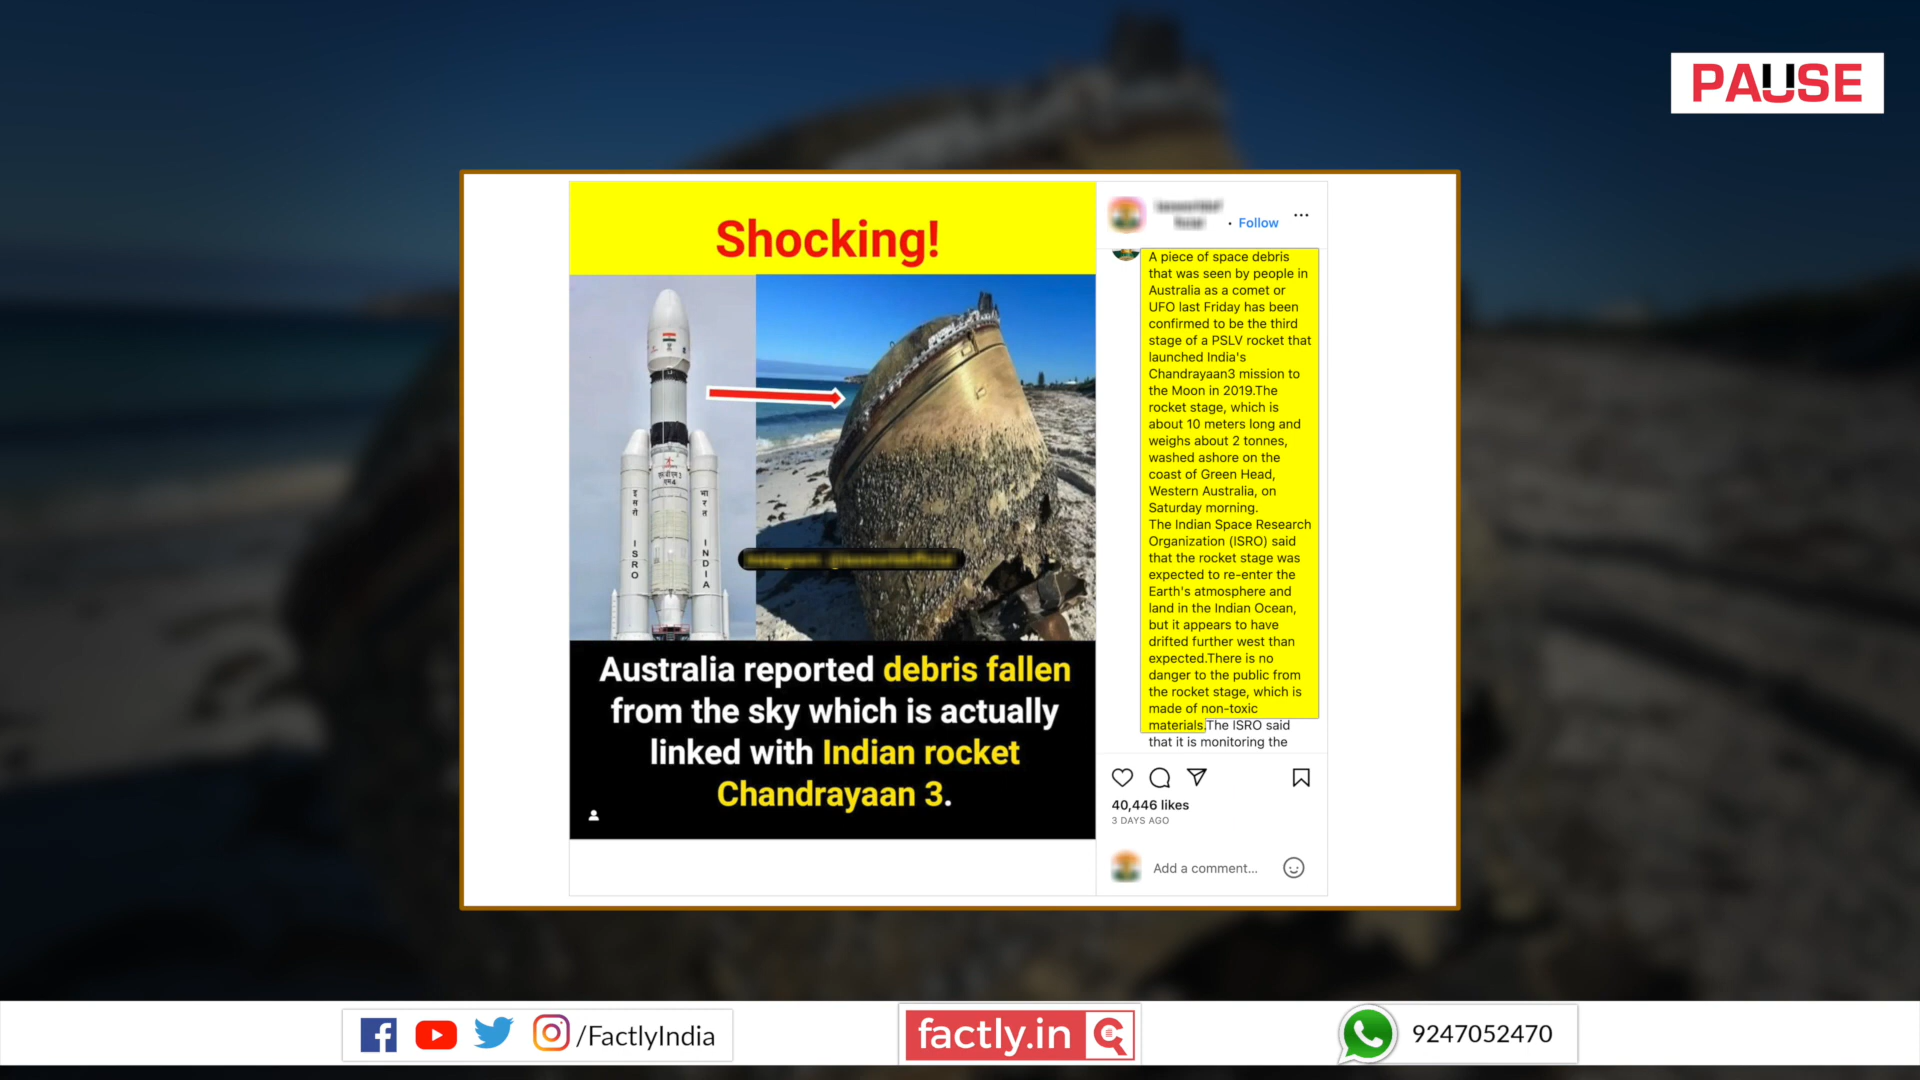 PAUSE
Shocking!
इसरो
ISRO
भारत
INDIA
Australia reported debris fallen
from the sky which is actually
linked with Indian rocket
Chandrayaan 3.
• Follow
A piece of space debris
that was seen by people in
Australia as a comet or
UFO last Friday has been
confirmed to be the third
stage of a PSLV rocket that
launched India's
Chandrayaan3 mission to
the Moon in 2019.The
rocket stage, which is
about 10 meters long and
weighs about 2 tonnes,
washed ashore on the
coast of Green Head,
Western Australia, on
Saturday morning.
The Indian Space Research
Organization (ISRO) said
that the rocket stage was
expected to re-enter the
Earth's atmosphere and
land in the Indian Ocean,
but it appears to have
drifted further west than
expected.There is no
danger to the public from
the rocket stage, which is
made of non-toxic
materials.The ISRO said
that it is monitoring the
40,446 likes
3 DAYS AGO
Add a comment...
/FactlyIndia
factly.in
9247052470